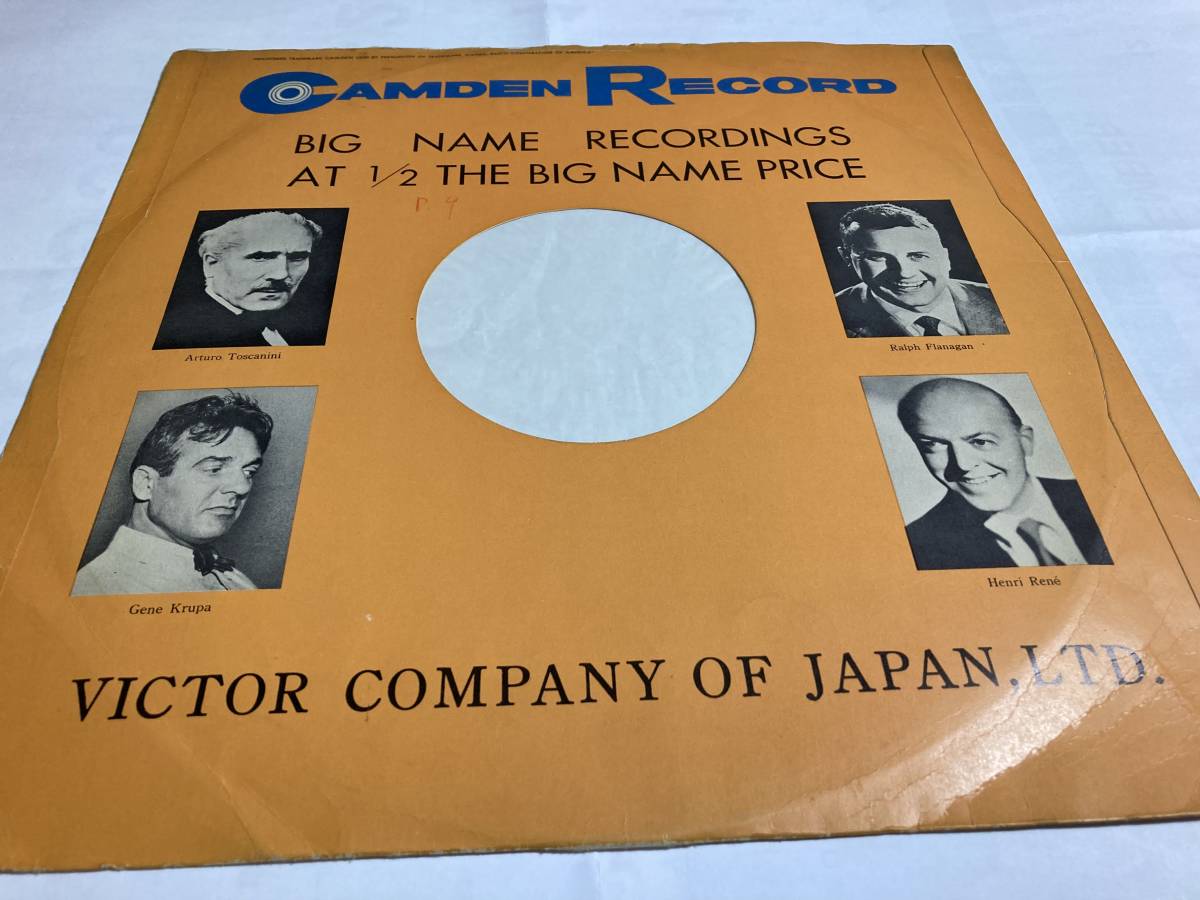 CAMDEN RECORD
BIG NAME RECORDINGS
AT 1/2 THE BIG NAME PRICE
Arturo Toscanini
Ralph Flanagan
Gene Krupa
Henri René
VICTOR COMPANY OF JAPAN, LTD.